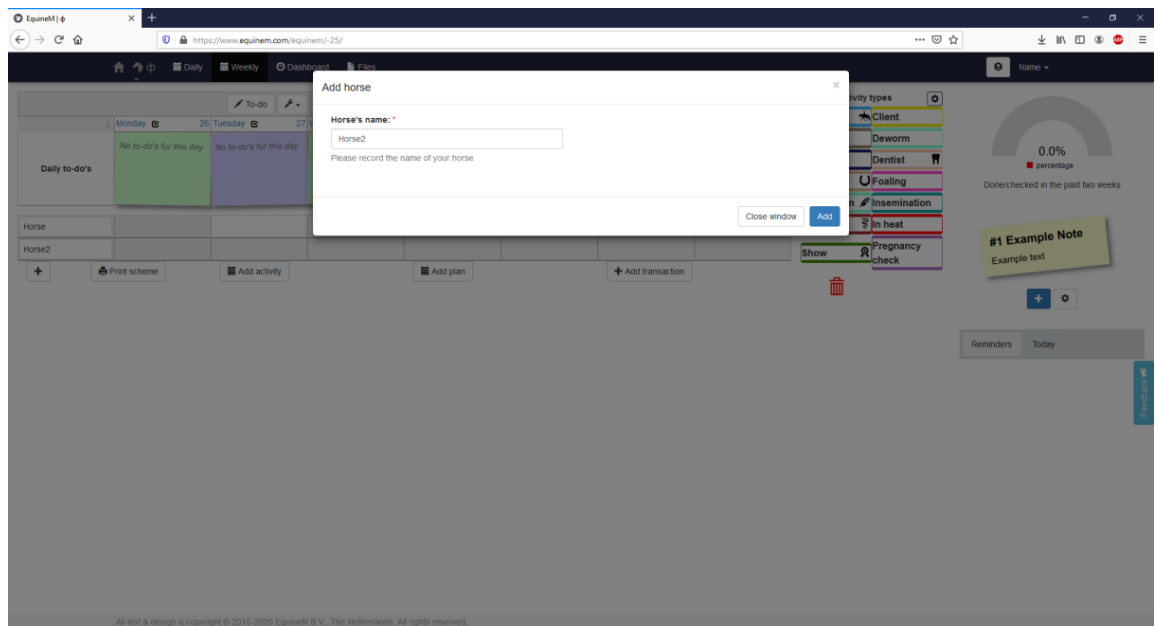 EquineM | ф
https://www.equinem.com/equinem/-25/
ф Daily Weekly Dashboard Files
Name
Add horse
Horse's name: *
Horse2
Please record the name of your horse
Close window Add
To-do
Monday 26 Tuesday 27
Daily to-do's
No to-do's for this day No to-do's for this day
Horse
Horse2
Print scheme Add activity Add plan Add transaction
Client
Deworm
Dentist
Foaling
Insemination
In heat
Show
Pregnancy
check
0.0%
percentage
Done/checked in the past two weeks
#1 Example Note
Example text
Reminders Today
Feedback
All text & design is copyright © 2015-2020 EquineM B.V., The Netherlands. All rights reserved.